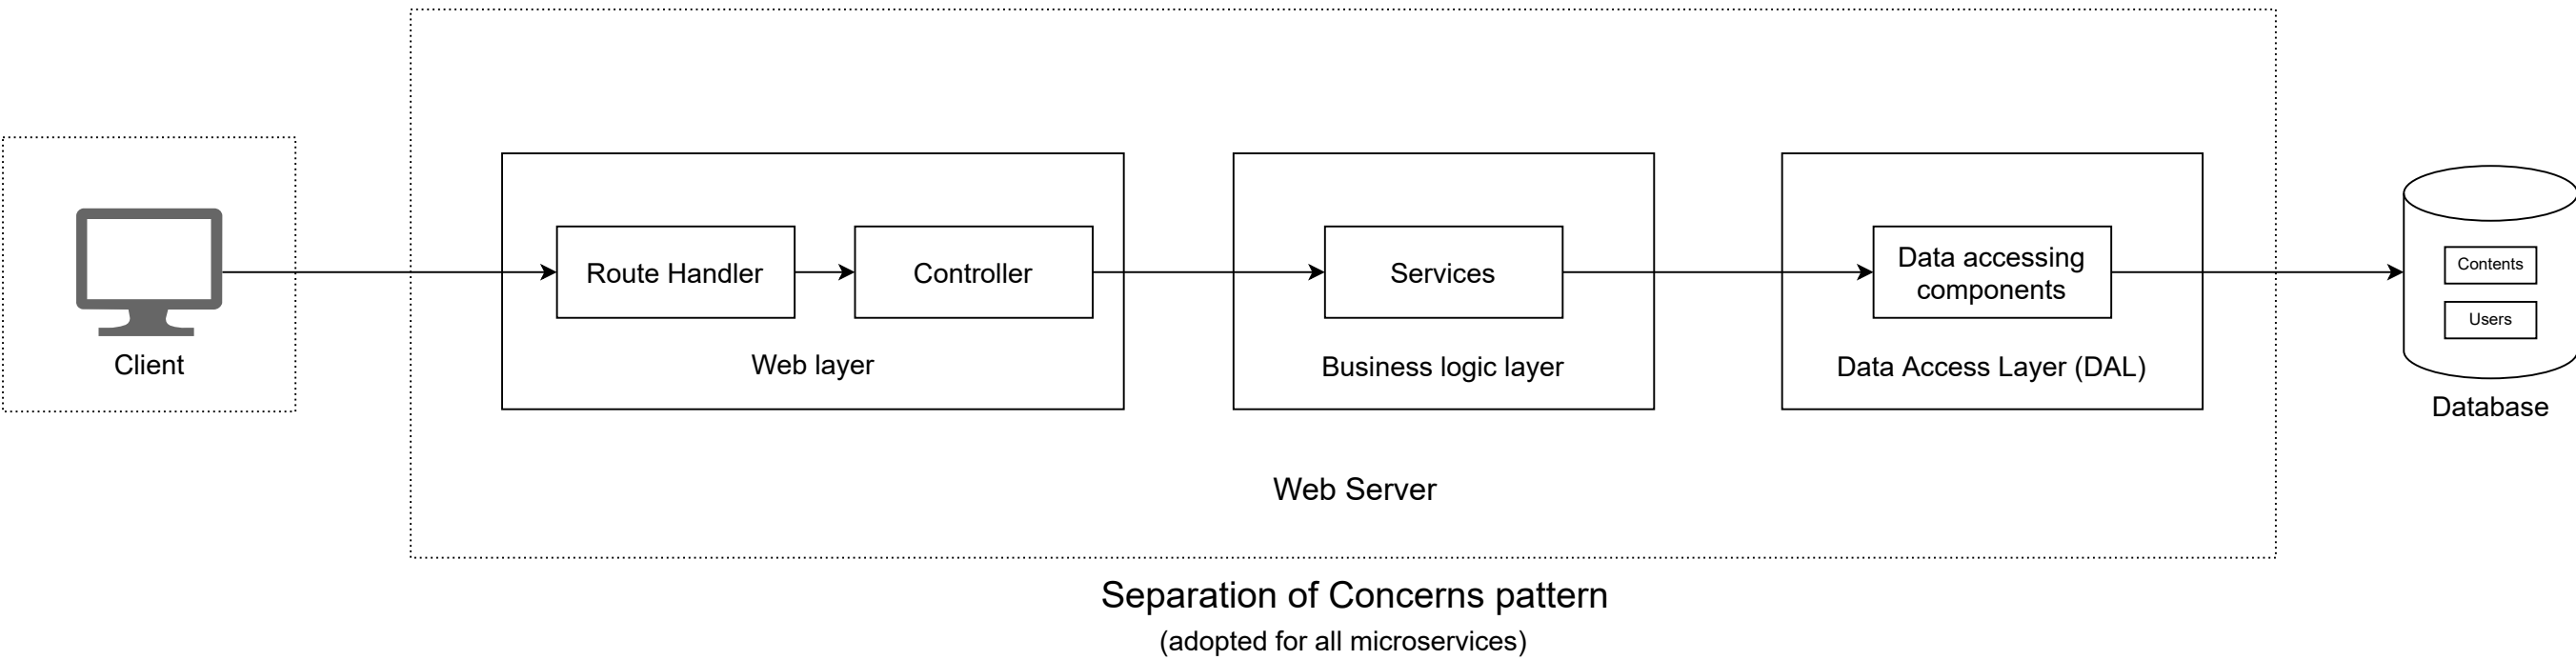 Client
Route Handler
Controller
Web layer
Services
Business logic layer
Data accessing
components
Data Access Layer (DAL)
Contents
Users
Database
Web Server
Separation of Concerns pattern
(adopted for all microservices)